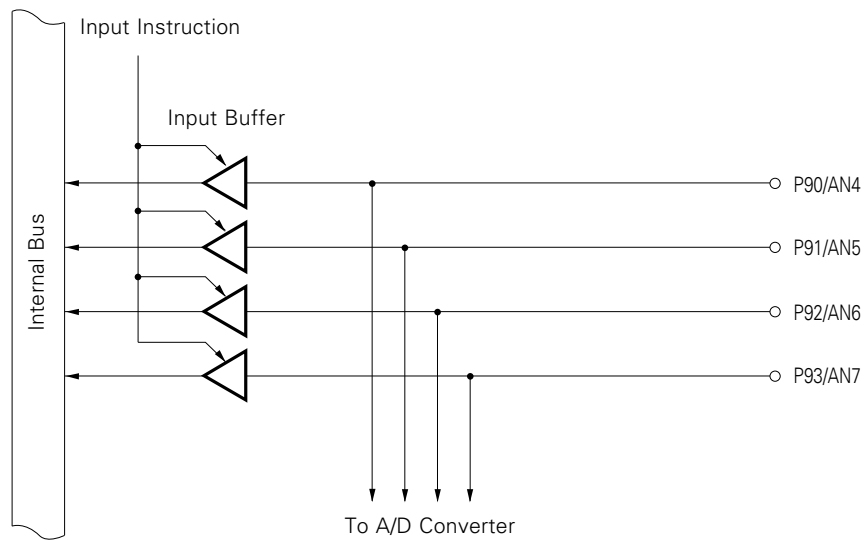 Input Instruction
Input Buffer
P90/AN4
P91/AN5
P92/AN6
P93/AN7
Internal Bus
To A/D Converter